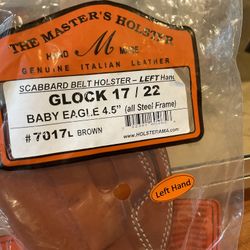 THE MASTER'S HOLSTER
HAND M MADE
GENUINE ITALIAN LEATHER
SCABBARD BELT HOLSTER - LEFT Hand
GLOCK 17 / 22
BABY EAGLE 4.5" (all Steel Frame)
#7017L BROWN
www.HOLSTERAMA.com
Left Hand